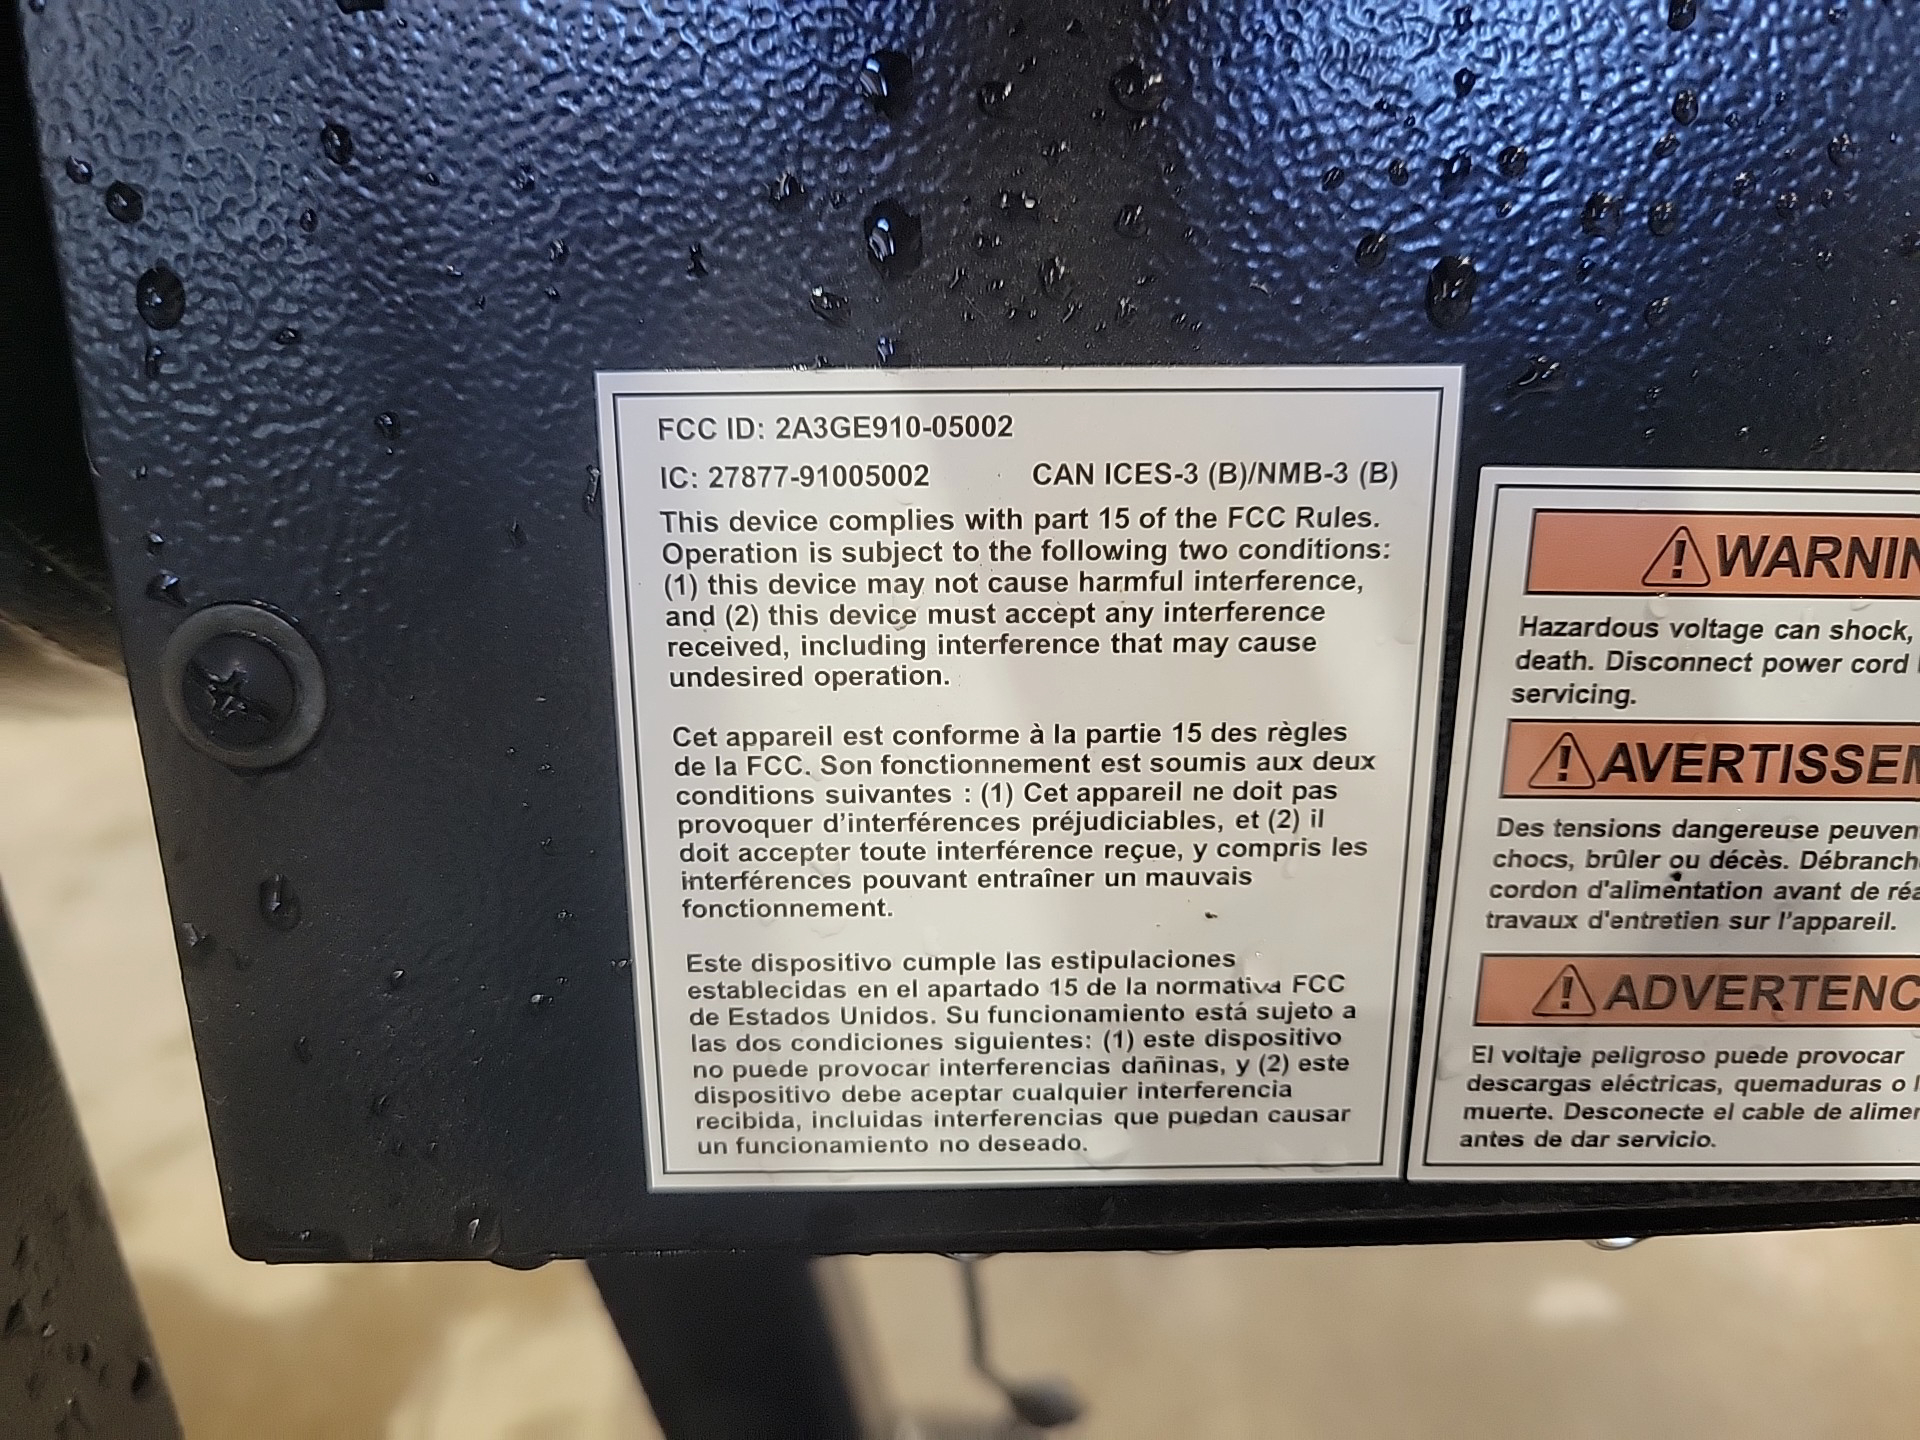 FCC ID: 2A3GE910-05002
IC: 27877-91005002 CAN ICES-3 (B)/NMB-3 (B)
This device complies with part 15 of the FCC Rules.
Operation is subject to the following two conditions:
(1) this device may not cause harmful interference,
and (2) this device must accept any interference
received, including interference that may cause
undesired operation.
Cet appareil est conforme à la partie 15 des règles
de la FCC. Son fonctionnement est soumis aux deux
conditions suivantes : (1) Cet appareil ne doit pas
provoquer d'interférences préjudiciables, et (2) il
doit accepter toute interférence reçue, y compris les
interférences pouvant entraîner un mauvais
fonctionnement.
Este dispositivo cumple las estipulaciones
establecidas en el apartado 15 de la normativa FCC
de Estados Unidos. Su funcionamiento está sujeto a
las dos condiciones siguientes: (1) este dispositivo
no puede provocar interferencias dañinas, y (2) este
dispositivo debe aceptar cualquier interferencia
recibida, incluidas interferencias que puedan causar
un funcionamiento no deseado.
WARNIN
Hazardous voltage can shock,
death. Disconnect power cord
servicing.
AVERTISSEM
Des tensions dangereuse peuven
chocs, brûler ou décès. Débranch
cordon d'alimentation avant de réa
travaux d'entretien sur l'appareil.
ADVERTENC
El voltaje peligroso puede provocar
descargas eléctricas, quemaduras o l
muerte. Desconecte el cable de alimen
antes de dar servicio.